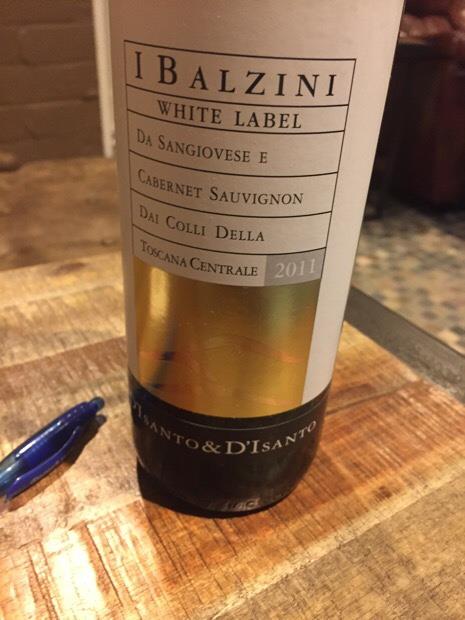 I BALZINI
WHITE LABEL
DA SANGIOVESE E
CABERNET SAUVIGNON
DAI COLLI DELLA
TOSCANA CENTRALE 2011
D'ISANTO & D'ISANTO